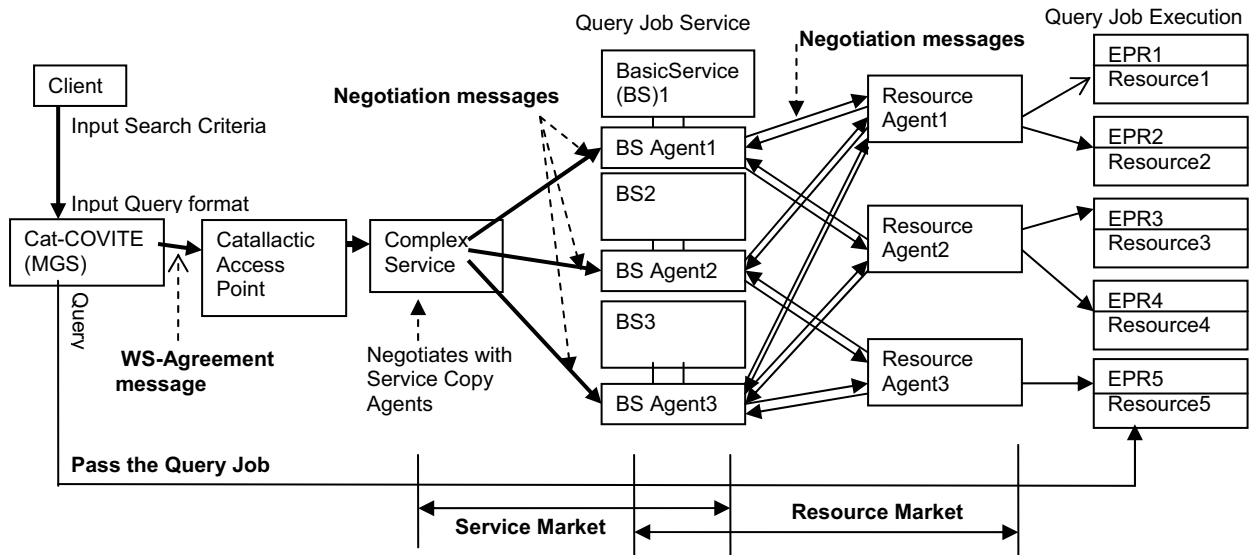 Query Job Service
Query Job Execution
Negotiation messages
Client
Input Search Criteria
Negotiation messages
BasicService
(BS)1
Resource
Agent1
EPR1
Resource1
BS Agent1
EPR2
Resource2
Input Query format
Cat-COVITE
(MGS)
Catallactic
Access
Point
Complex
Service
BS2
BS Agent2
Resource
Agent2
EPR3
Resource3
EPR4
Resource4
Query
WS-Agreement
message
Negotiates with
Service Copy
Agents
BS3
BS Agent3
Resource
Agent3
EPR5
Resource5
Pass the Query Job
Service Market
Resource Market